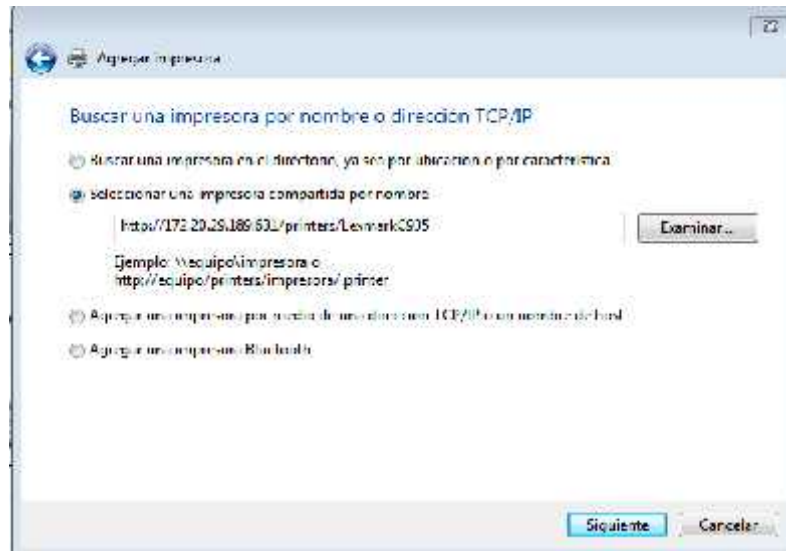 Agregar impresora
Buscar una impresora por nombre o dirección TCP/IP
Buscar una impresora en el directorio, ya sea por ubicación o por característica
Seleccionar una impresora compartida por nombre
http://172.20.29.189:631/printers/LexmarkC935
Examinar...
Ejemplo: \\equipo\impresora o
http://equipo/printers/impresora/.printer
Agregar una impresora por medio de una dirección TCP/IP o un nombre de host
Agregar una impresora Bluetooth
Siguiente
Cancelar